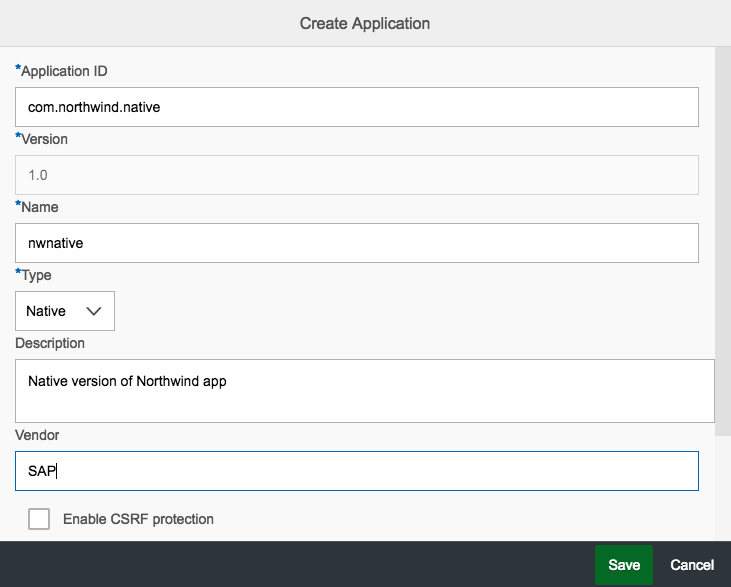 Create Application
*Application ID
com.northwind.native
*Version
1.0
*Name
nwnative
*Type
Native
Description
Native version of Northwind app
Vendor
SAP
Enable CSRF protection
Save Cancel